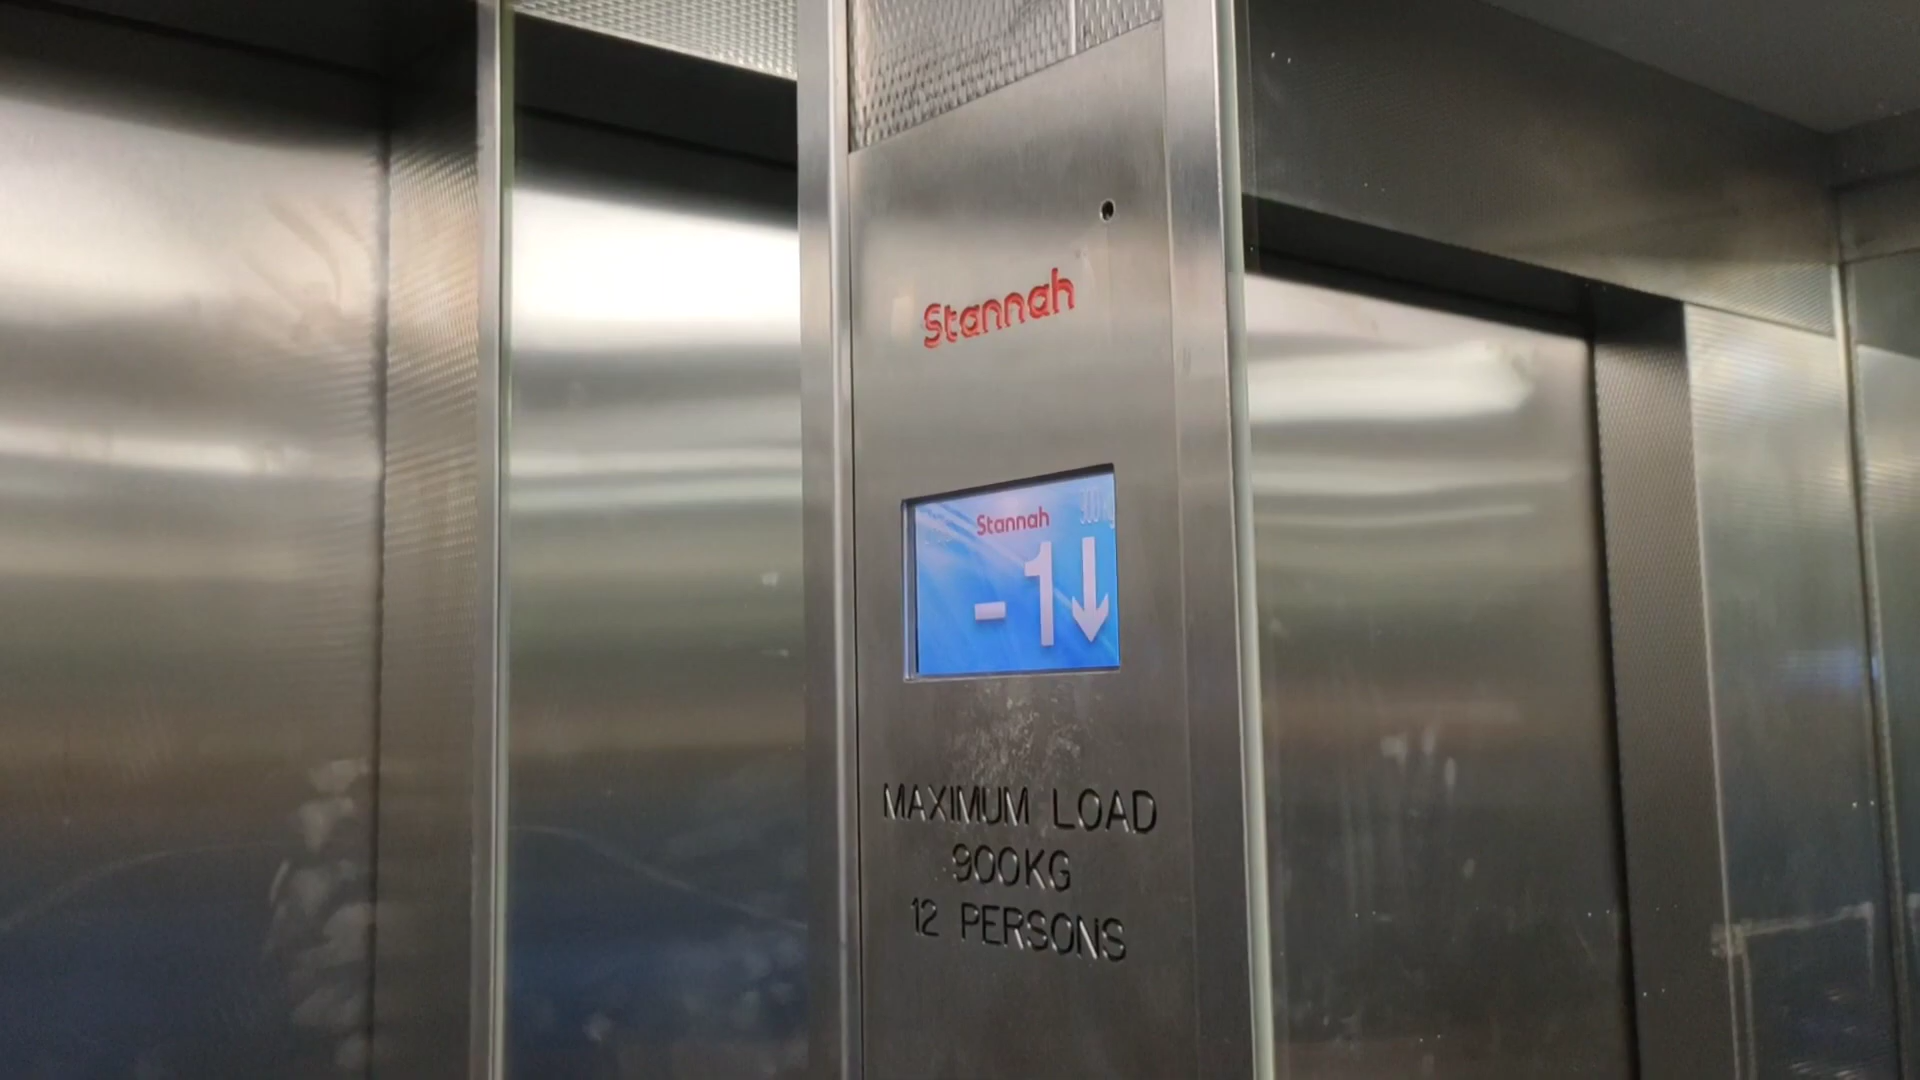 Stannah
Stannah
-1↓
MAXIMUM LOAD
900KG
12 PERSONS